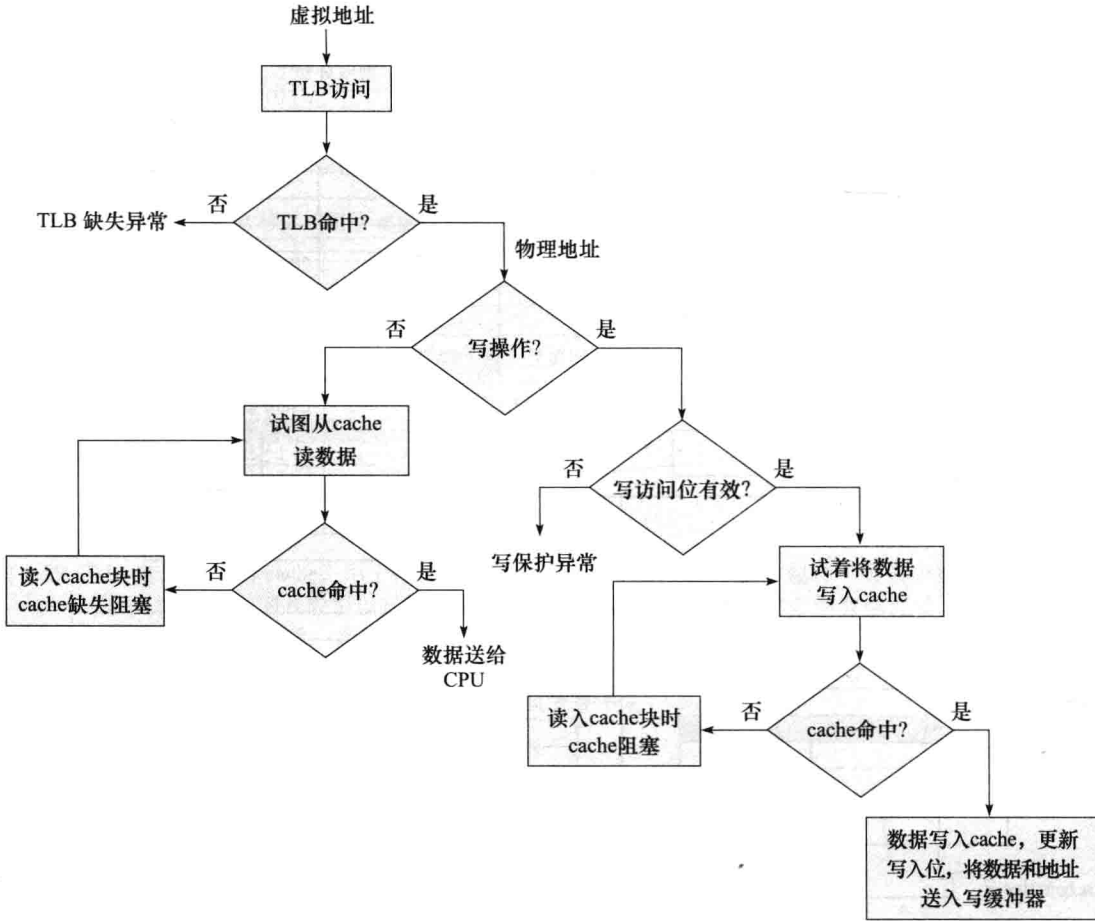 虚拟地址
TLB访问
否
是
TLB 缺失异常
TLB命中?
物理地址
否
是
写操作?
试图从cache
读数据
否
是
写访问位有效?
写保护异常
读入cache块时
cache缺失阻塞
否
是
cache命中?
数据送给
CPU
试着将数据
写入cache
读入cache块时
cache阻塞
否
是
cache命中?
数据写入cache，更新
写入位，将数据和地址
送入写缓冲器